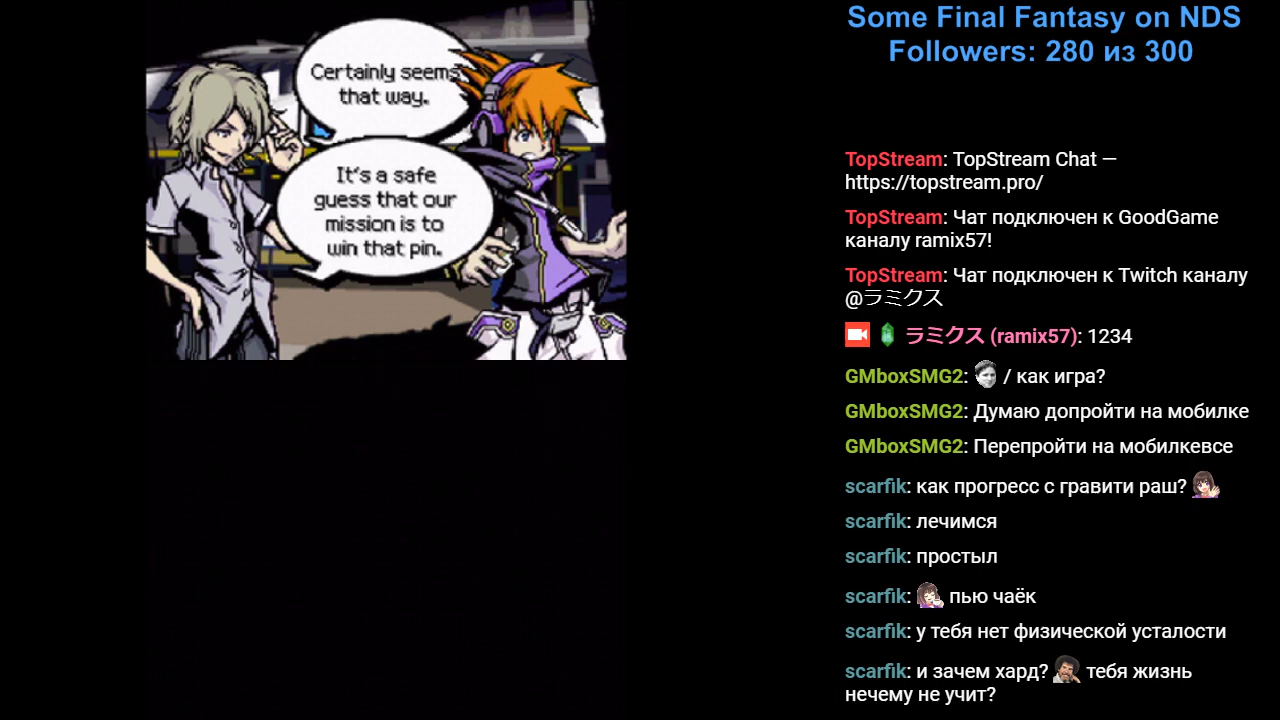 Certainly seems
that way.
It's a safe
guess that our
mission is to
win that pin.
Some Final Fantasy on NDS
Followers: 280 из 300
TopStream: TopStream Chat —
https://topstream.pro/
TopStream: Чат подключен к GoodGame
каналу ramix57!
TopStream: Чат подключен к Twitch каналу
@ラミクス
ラミクス (ramix57): 1234
GMboxSMG2: / как игра?
GMboxSMG2: Думаю допройти на мобилке
GMboxSMG2: Перепройти на мобилкевсе
scarfik: как прогресс с гравити раш?
scarfik: лечимся
scarfik: простыл
scarfik: пью чаёк
scarfik: у тебя нет физической усталости
scarfik: и зачем хард? тебя жизнь
нечему не учит?